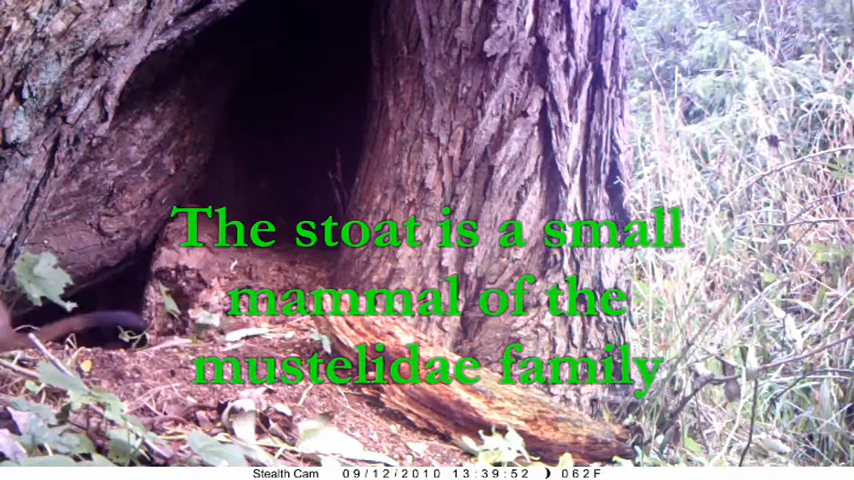 The stoat is a small
mammal of the
mustelidae family
Stealth Cam 09/12/2010 13:39:52 062F